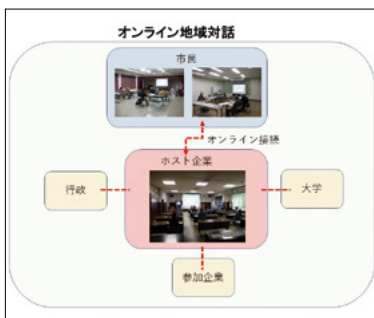 オンライン地域対話
市民
オンライン接続
ホスト企業
行政
大学
参加企業